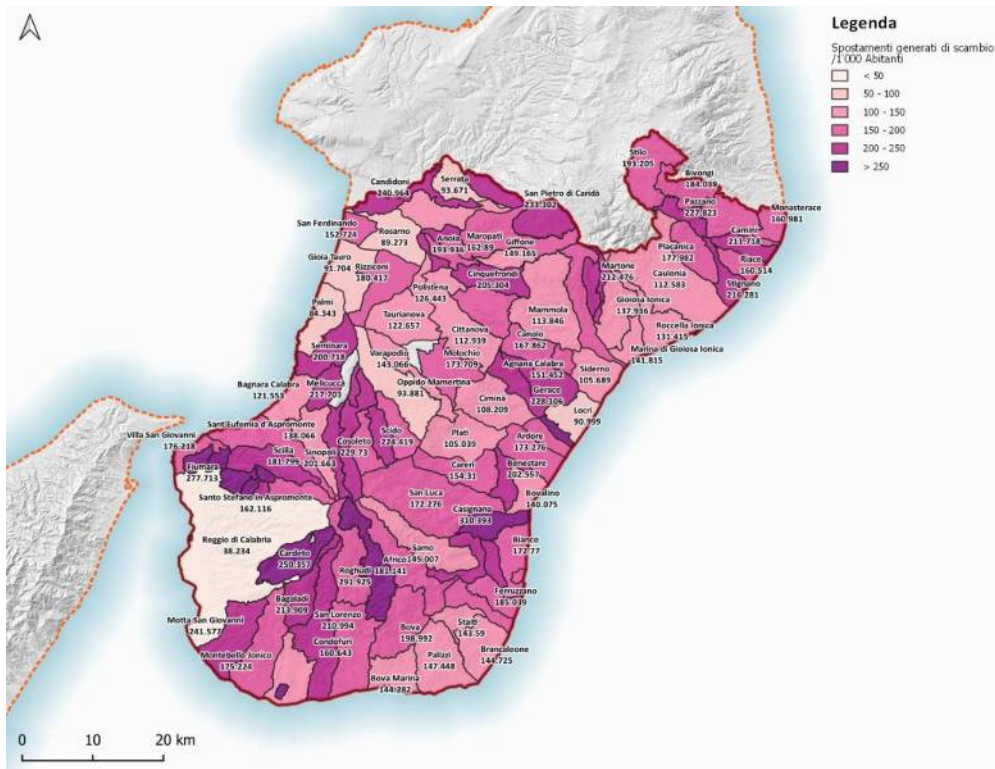 Legenda
Spostamenti generati di scambio
/1'000 Abitanti
< 50
50 - 100
100 - 150
150 - 200
200 - 250
> 250
Stilo
193.205
Bivongi
184.039
Candidoni
240.964
Serrata
93.671
San Pietro di Caridà
233.302
Pazzano
227.823
Monasterace
160.981
San Ferdinando
152.724
Rosarno
89.273
Anoia
193.936
Maropati
162.89
Giffone
149.165
Camini
211.718
Placanica
177.982
Riace
160.514
Gioia Tauro
91.704
Rizziconi
180.417
Cinquefrondi
205.304
Martone
212.476
Caulonia
112.583
Stignano
216.281
Polistena
126.443
Gioiosa Ionica
137.936
Palmi
84.343
Taurianova
122.657
Mammola
113.846
Roccella Ionica
131.415
Cittanova
112.939
Canolo
167.862
Marina di Gioiosa Ionica
141.815
Seminara
200.718
Varapodio
143.066
Molochio
173.709
Agnana Calabra
151.452
Siderno
105.689
Bagnara Calabra
121.551
Melicuccà
217.703
Oppido Mamertina
93.881
Gerace
228.106
Ciminà
108.209
Locri
90.999
Sant'Eufemia d'Aspromonte
138.066
Villa San Giovanni
176.218
Scilla
181.799
Sinopoli
201.663
Cosoleto
229.73
Scido
224.419
Platì
105.039
Ardore
173.276
Fiumara
277.713
Careri
154.31
Benestare
202.557
Santo Stefano in Aspromonte
162.116
San Luca
172.276
Bovalino
140.075
Casignana
310.393
Reggio di Calabria
38.234
Cardeto
250.357
Samo
145.007
Bianco
172.77
Africo
181.141
Roghudi
291.925
Ferruzzano
185.039
Bagaladi
213.909
San Lorenzo
210.994
Motta San Giovanni
241.577
Bova
198.992
Staiti
143.59
Condofuri
160.643
Montebello Jonico
175.224
Palizzi
147.448
Brancaleone
144.725
Bova Marina
144.282
0 10 20 km